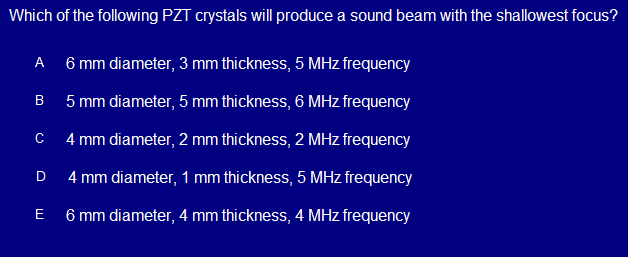 Which of the following PZT crystals will produce a sound beam with the shallowest focus?
A 6 mm diameter, 3 mm thickness, 5 MHz frequency
B 5 mm diameter, 5 mm thickness, 6 MHz frequency
C 4 mm diameter, 2 mm thickness, 2 MHz frequency
D 4 mm diameter, 1 mm thickness, 5 MHz frequency
E 6 mm diameter, 4 mm thickness, 4 MHz frequency